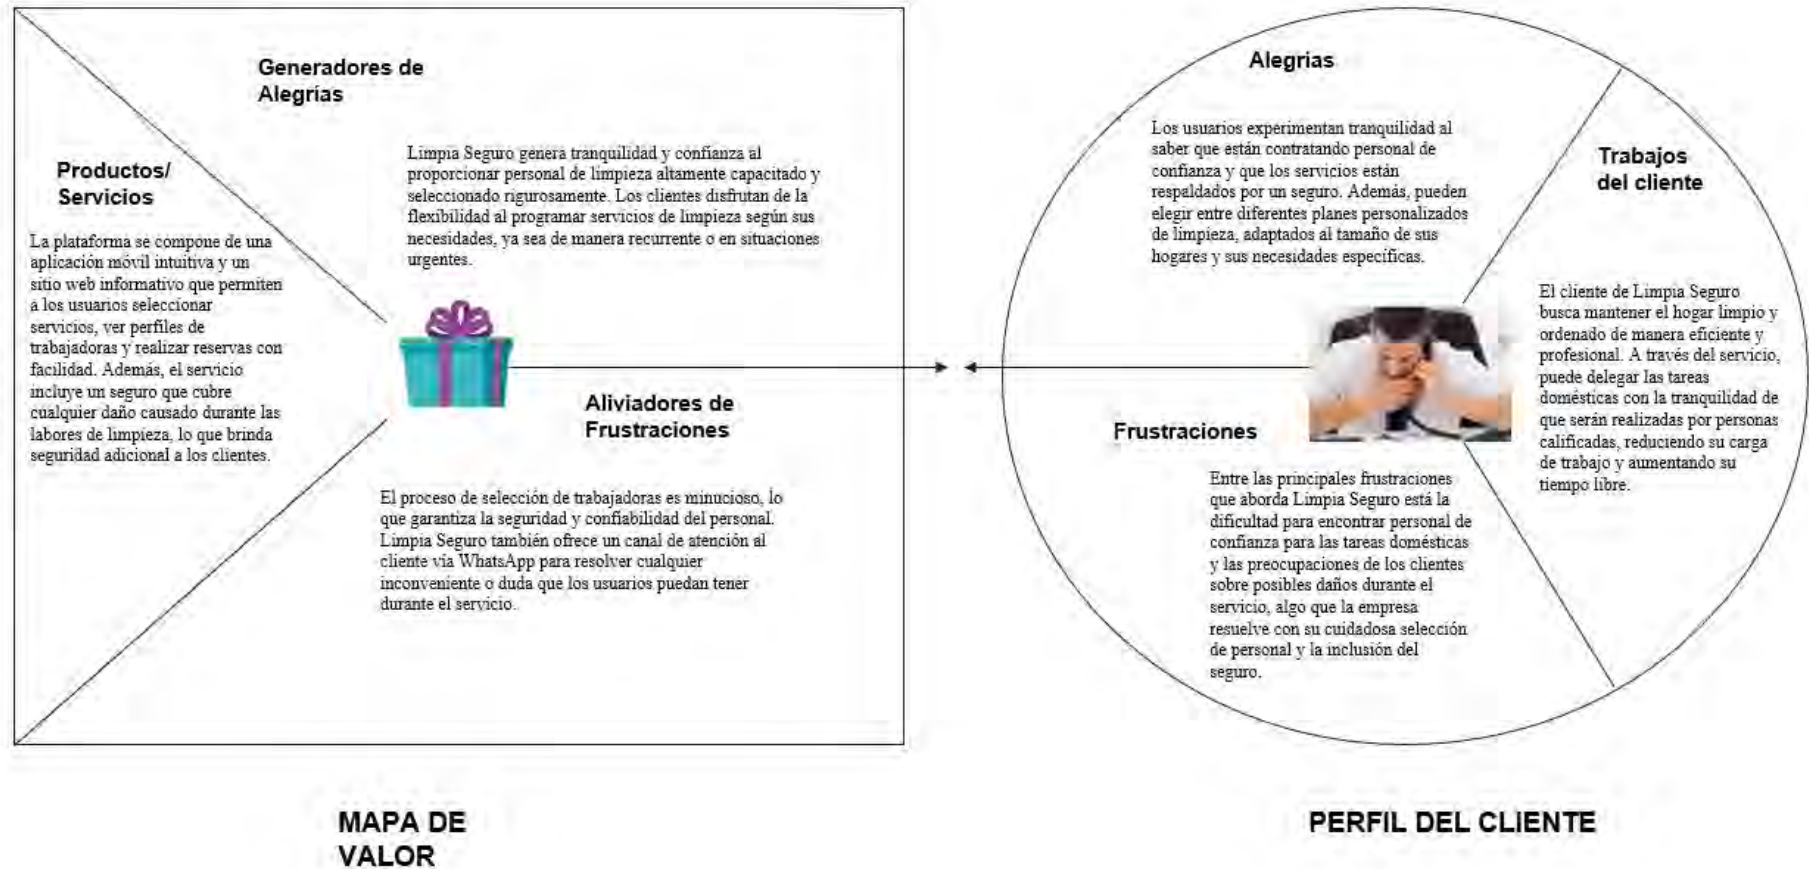 Generadores de
Alegrías
Limpia Seguro genera tranquilidad y confianza al
proporcionar personal de limpieza altamente capacitado y
seleccionado rigurosamente. Los clientes disfrutan de la
flexibilidad al programar servicios de limpieza según sus
necesidades, ya sea de manera recurrente o en situaciones
urgentes.
Productos/
Servicios
La plataforma se compone de una
aplicación móvil intuitiva y un
sitio web informativo que permiten
a los usuarios seleccionar
servicios, ver perfiles de
trabajadoras y realizar reservas con
facilidad. Además, el servicio
incluye un seguro que cubre
cualquier daño causado durante las
labores de limpieza, lo que brinda
seguridad adicional a los clientes.
Aliviadores de
Frustraciones
El proceso de selección de trabajadoras es minucioso, lo
que garantiza la seguridad y confiabilidad del personal.
Limpia Seguro también ofrece un canal de atención al
cliente vía WhatsApp para resolver cualquier
inconveniente o duda que los usuarios puedan tener
durante el servicio.
MAPA DE
VALOR
Alegrias
Los usuarios experimentan tranquilidad al
saber que están contratando personal de
confianza y que los servicios están
respaldados por un seguro. Además, pueden
elegir entre diferentes planes personalizados
de limpieza, adaptados al tamaño de sus
hogares y sus necesidades específicas.
Trabajos
del cliente
El cliente de Limpia Seguro
busca mantener el hogar limpio y
ordenado de manera eficiente y
profesional. A través del servicio,
puede delegar las tareas
domésticas con la tranquilidad de
que serán realizadas por personas
calificadas, reduciendo su carga
de trabajo y aumentando su
tiempo libre.
Frustraciones
Entre las principales frustraciones
que aborda Limpia Seguro está la
dificultad para encontrar personal de
confianza para las tareas domésticas
y las preocupaciones de los clientes
sobre posibles daños durante el
servicio, algo que la empresa
resuelve con su cuidadosa selección
de personal y la inclusión del
seguro.
PERFIL DEL CLIENTE